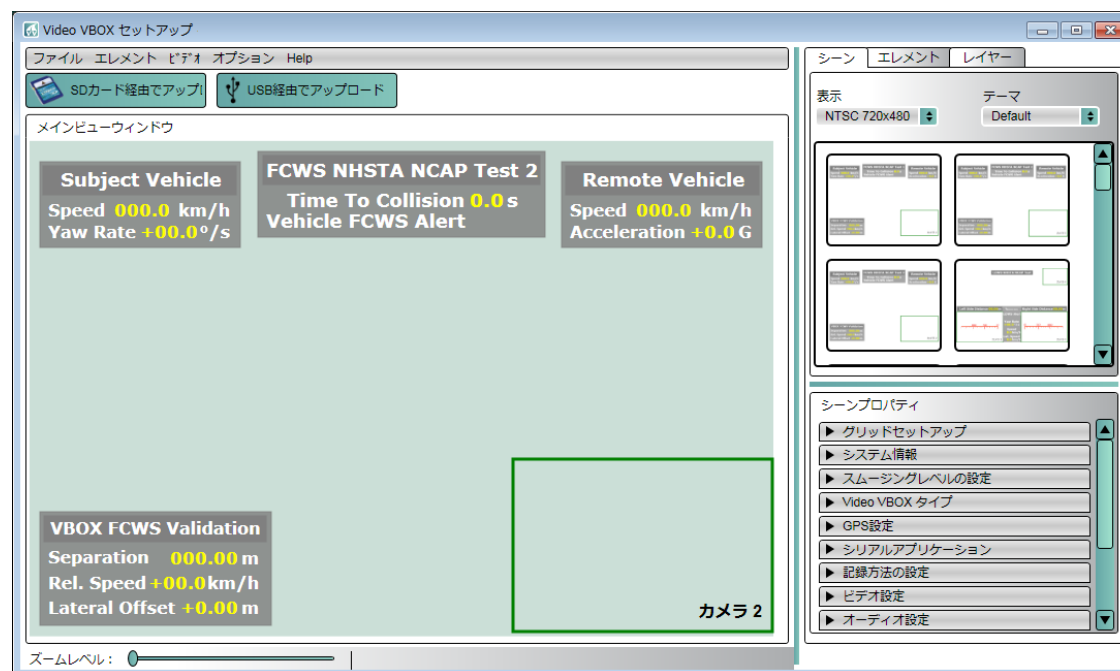 Video VBOX セットアップ
ファイル エレメント ビデオ オプション Help
SDカード経由でアップ
USB経由でアップロード
メインビューウィンドウ
Subject Vehicle
Speed 000.0 km/h
Yaw Rate +00.0º/s
FCWS NHSTA NCAP Test 2
Time To Collision 0.0 s
Vehicle FCWS Alert
Remote Vehicle
Speed 000.0 km/h
Acceleration +0.0 G
VBOX FCWS Validation
Separation 000.00 m
Rel. Speed +00.0km/h
Lateral Offset +0.00 m
カメラ 2
ズームレベル :
シーン エレメント レイヤー
表示 テーマ
NTSC 720x480 Default
シーンプロパティ
グリッドセットアップ
システム情報
スムージングレベルの設定
Video VBOX タイプ
GPS設定
シリアルアプリケーション
記録方法の設定
ビデオ設定
オーディオ設定